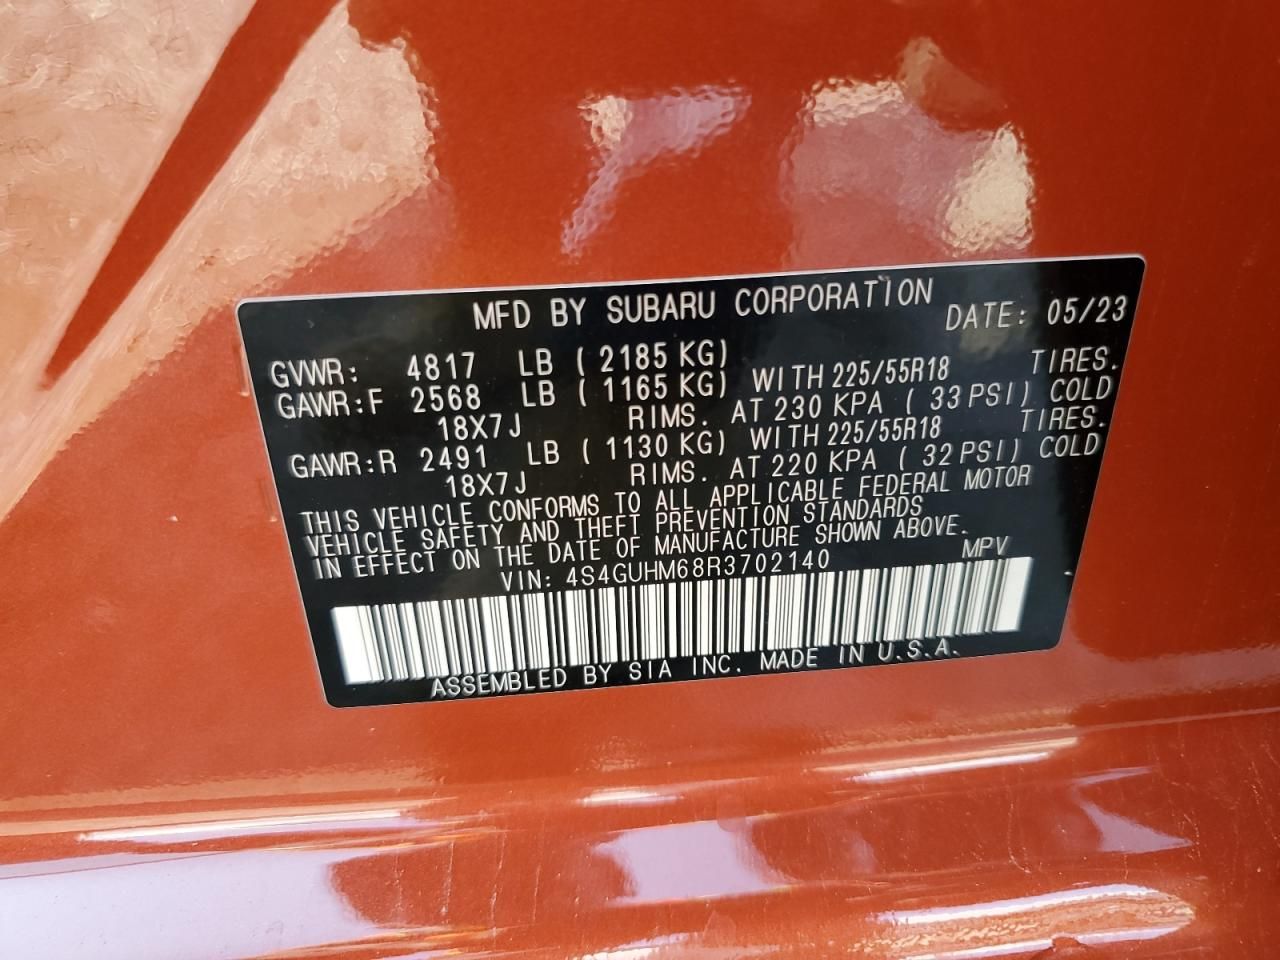 MFD BY SUBARU CORPORATION DATE: 05/23
GVWR: 4817 LB ( 2185 KG)
GAWR:F 2568 LB ( 1165 KG) WITH 225/55R18 TIRES.
18X7J RIMS. AT 230 KPA ( 33 PSI) COLD
GAWR:R 2491 LB ( 1130 KG) WITH 225/55R18 TIRES.
18X7J RIMS. AT 220 KPA ( 32 PSI) COLD
THIS VEHICLE CONFORMS TO ALL APPLICABLE FEDERAL MOTOR
VEHICLE SAFETY AND THEFT PREVENTION STANDARDS
IN EFFECT ON THE DATE OF MANUFACTURE SHOWN ABOVE.
VIN: 4S4GUHM68R3702140 MPV
ASSEMBLED BY SIA INC. MADE IN U.S.A.